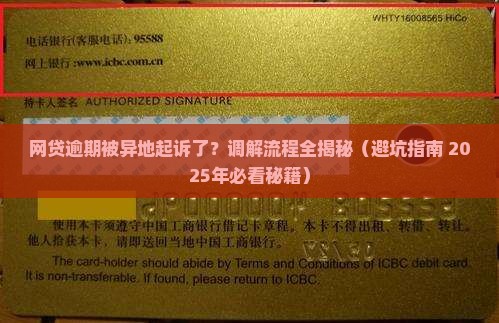 WHTY16008565 HiCo
电话银行(客服电话):95588
网上银行:www.icbc.com.cn
持卡人签名 AUTHORIZED SIGNATURE
网贷逾期被异地起诉了？调解流程全揭秘（避坑指南 20
25年必看秘籍）
使用本卡须遵守中国工商银行借记卡章程。本卡不得出租、转借、转让。
他人拾获本卡，请即送回当地中国工商银行。
The card-holder should abide by Terms and Conditions of ICBC debit card.
It is non-transferable. If found, please return to ICBC.